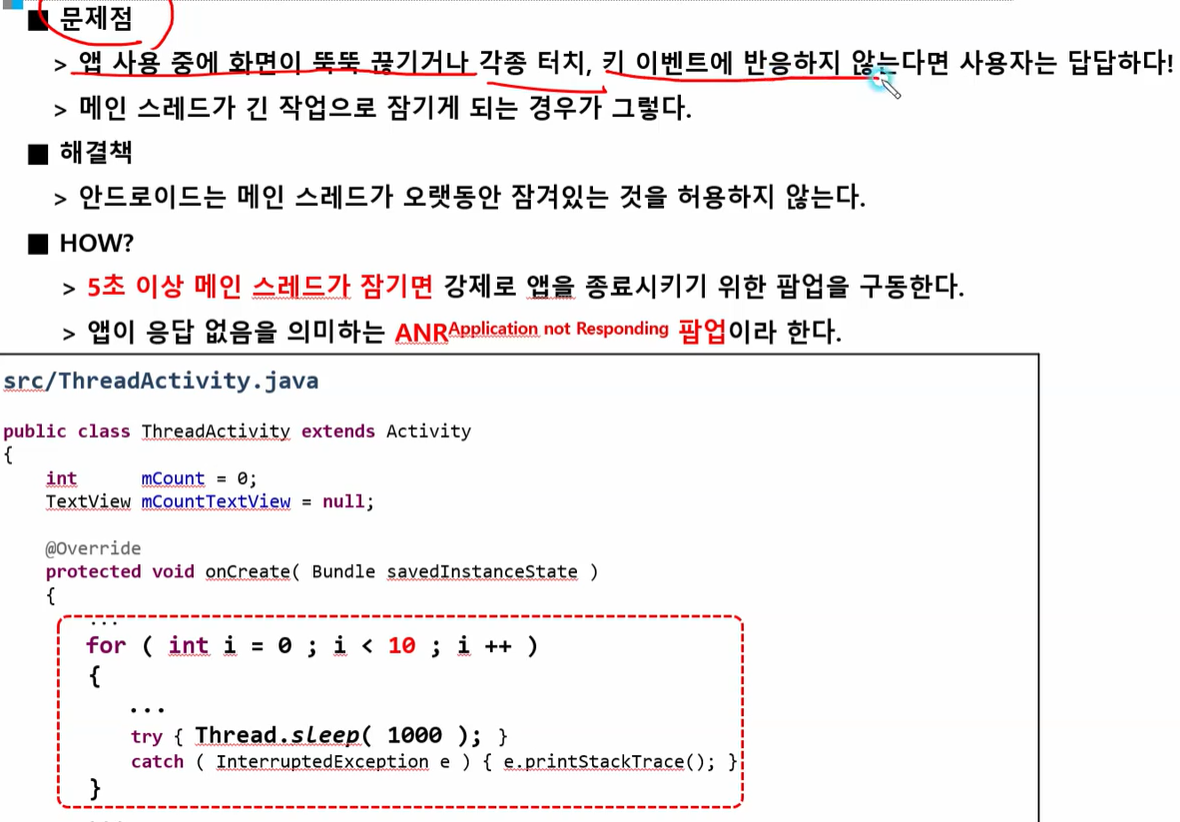 ■ 문제점
> 앱 사용 중에 화면이 뚝뚝 끊기거나 각종 터치, 키 이벤트에 반응하지 않는다면 사용자는 답답하다!
> 메인 스레드가 긴 작업으로 잠기게 되는 경우가 그렇다.
■ 해결책
> 안드로이드는 메인 스레드가 오랫동안 잠겨있는 것을 허용하지 않는다.
■ HOW?
> 5초 이상 메인 스레드가 잠기면 강제로 앱을 종료시키기 위한 팝업을 구동한다.
> 앱이 응답 없음을 의미하는 ANR Application not Responding 팝업이라 한다.
src/ThreadActivity.java
public class ThreadActivity extends Activity
{
int mCount = 0;
TextView mCountTextView = null;
@Override
protected void onCreate( Bundle savedInstanceState )
{
...
for ( int i = 0 ; i < 10 ; i ++ )
{
...
try { Thread.sleep( 1000 ); }
catch ( InterruptedException e ) { e.printStackTrace(); }
}
...